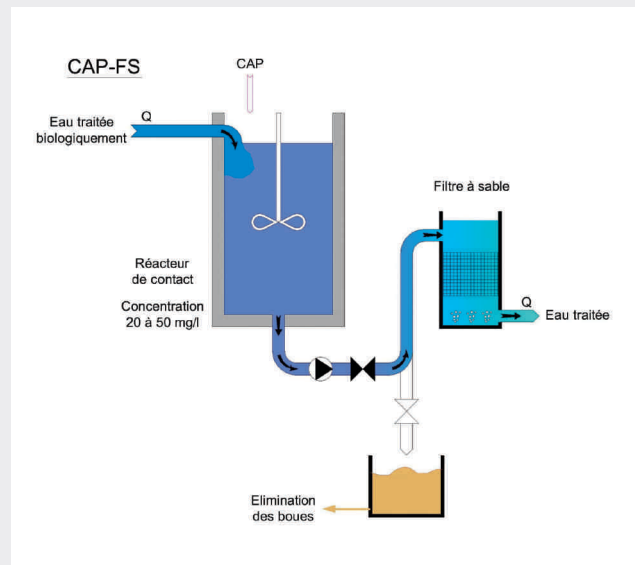 CAP-FS
CAP
Q
Eau traitée
biologiquement
Filtre à sable
Réacteur
de contact
Concentration
20 à 50 mg/l
Q
Eau traitée
Elimination
des boues